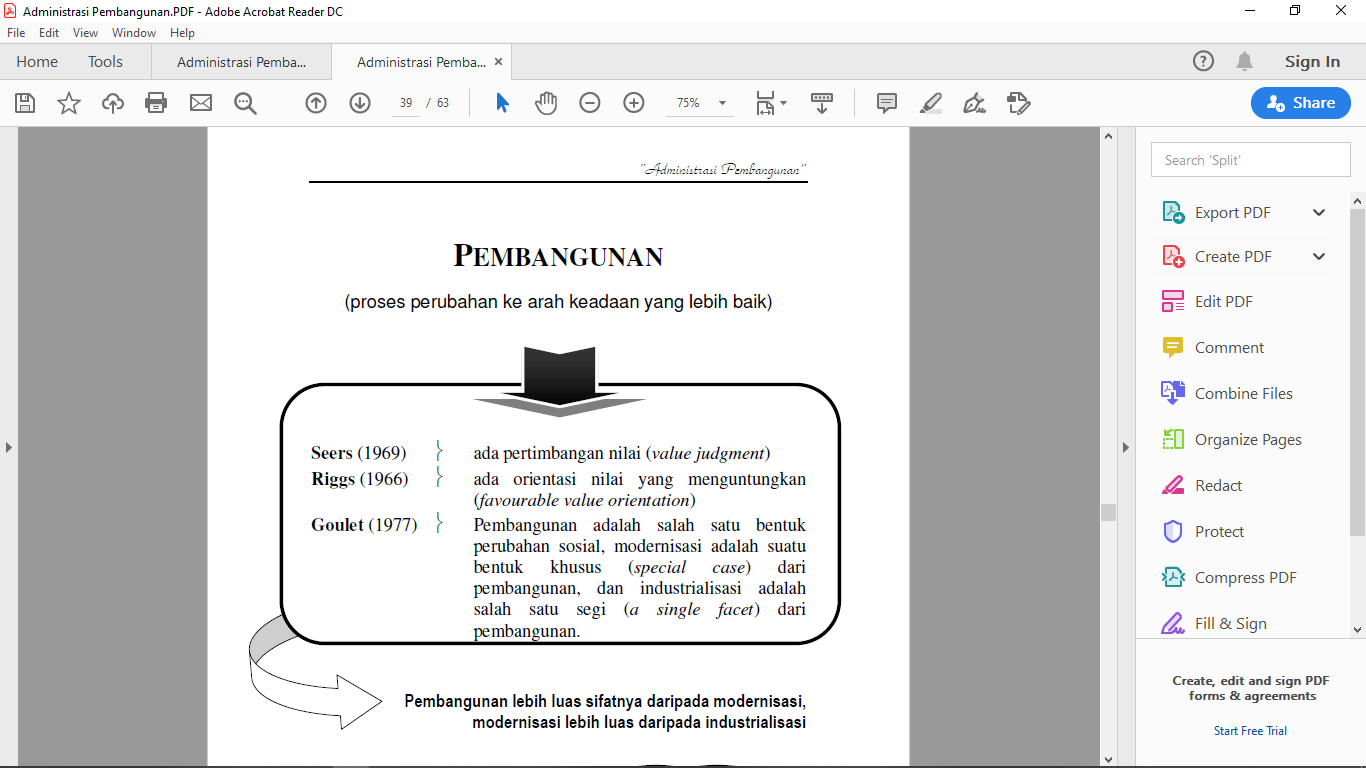 Administrasi Pembangunan.PDF - Adobe Acrobat Reader DC
File Edit View Window Help
Home Tools Administrasi Pemba... Administrasi Pemba... × Sign In
39 / 63 75% Share
"Administrasi Pembangunan"
PEMBANGUNAN
(proses perubahan ke arah keadaan yang lebih baik)
Seers (1969) } ada pertimbangan nilai (value judgment)
Riggs (1966) } ada orientasi nilai yang menguntungkan
(favourable value orientation)
Goulet (1977) } Pembangunan adalah salah satu bentuk
perubahan sosial, modernisasi adalah suatu
bentuk khusus (special case) dari
pembangunan, dan industrialisasi adalah
salah satu segi (a single facet) dari
pembangunan.
Pembangunan lebih luas sifatnya daripada modernisasi,
modernisasi lebih luas daripada industrialisasi
Search 'Split'
Export PDF
Create PDF
Edit PDF
Comment
Combine Files
Organize Pages
Redact
Protect
Compress PDF
Fill & Sign
Create, edit and sign PDF
forms & agreements
Start Free Trial